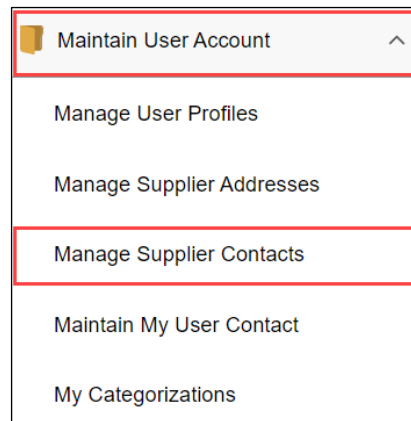 Maintain User Account
Manage User Profiles
Manage Supplier Addresses
Manage Supplier Contacts
Maintain My User Contact
My Categorizations